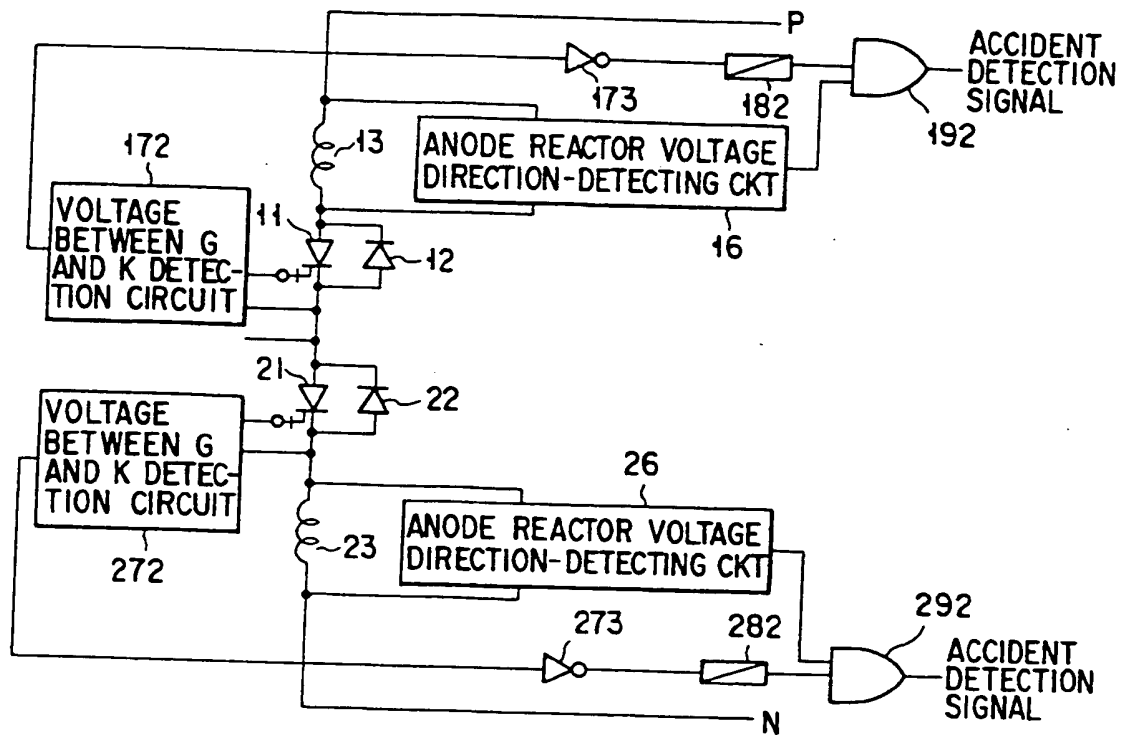 P
173
182
192
ACCIDENT
DETECTION
SIGNAL
13
ANODE REACTOR VOLTAGE
DIRECTION-DETECTING CKT
16
172
VOLTAGE
BETWEEN G
AND K DETEC-
TION CIRCUIT
11
12
21
22
VOLTAGE
BETWEEN G
AND K DETEC-
TION CIRCUIT
272
26
ANODE REACTOR VOLTAGE
DIRECTION-DETECTING CKT
23
273
282
292
ACCIDENT
DETECTION
SIGNAL
N